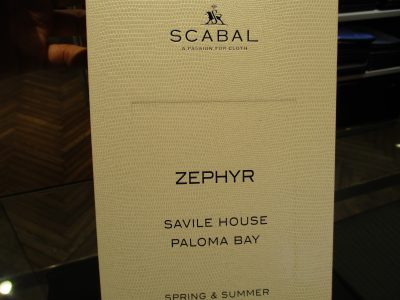 SCABAL
A PASSION FOR CLOTH
ZEPHYR
SAVILE HOUSE
PALOMA BAY
SPRING & SUMMER